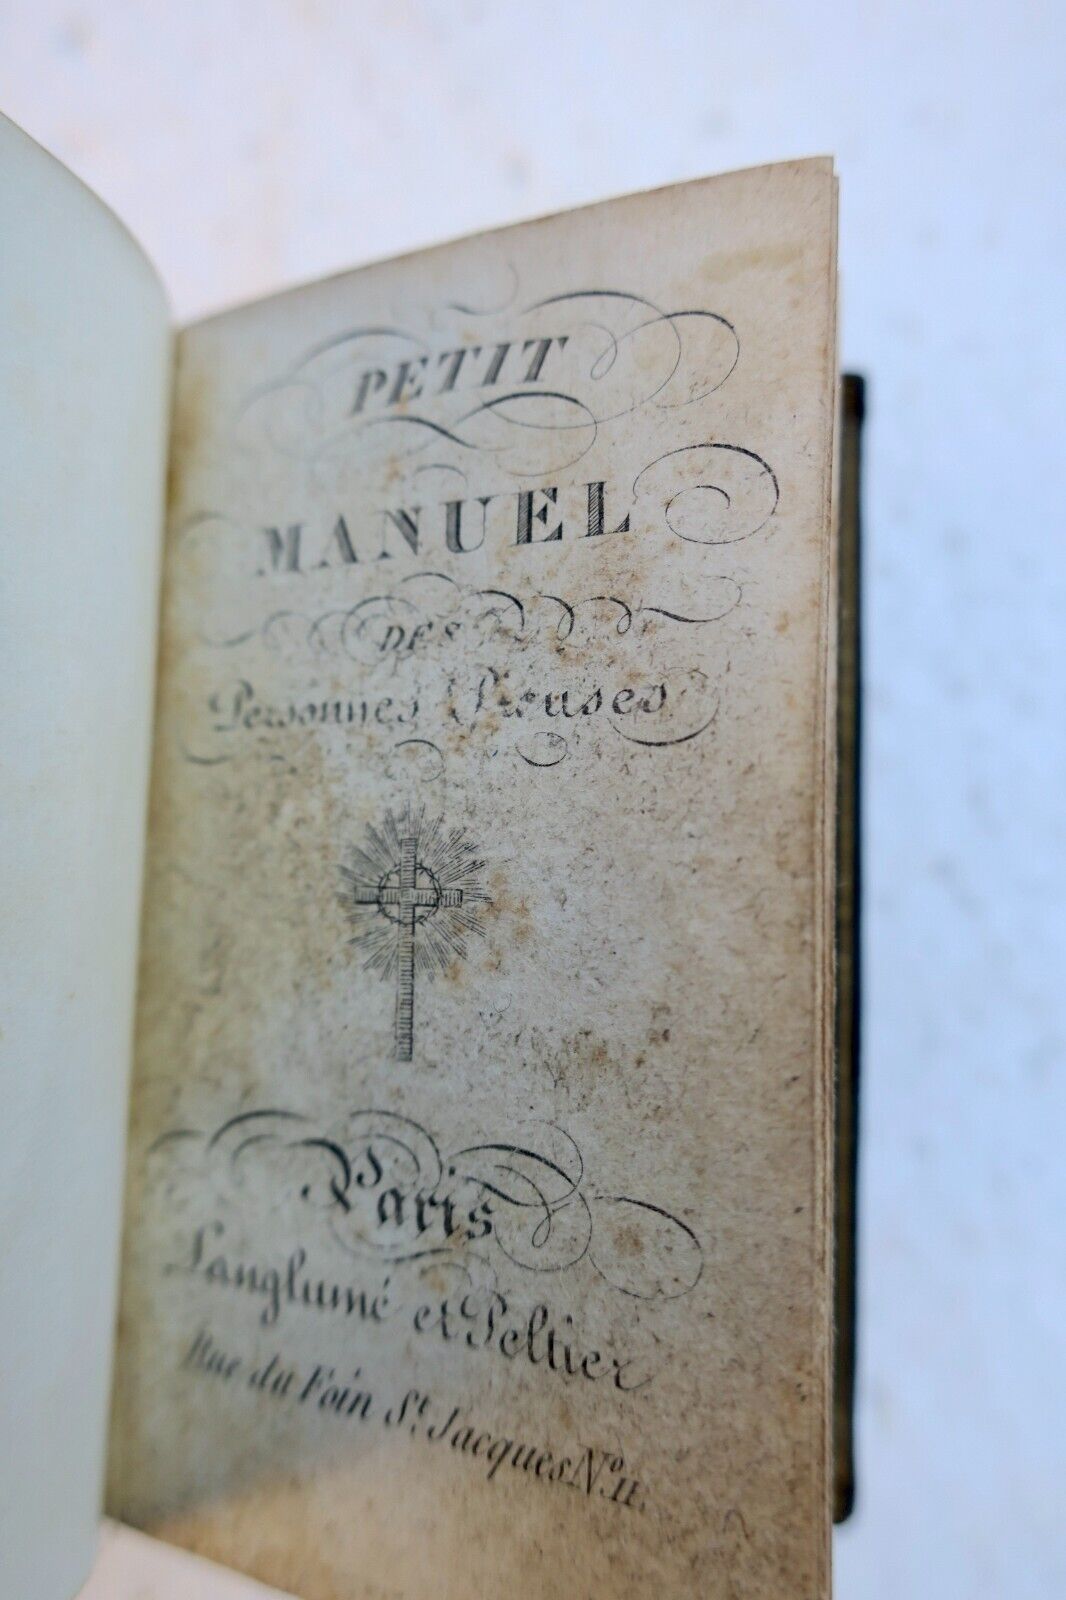 PETIT
MANUEL
DES
Personnes Pieuses
Paris
Langlumé et Peltier
Rue du Foin St. Jacques No. 11.